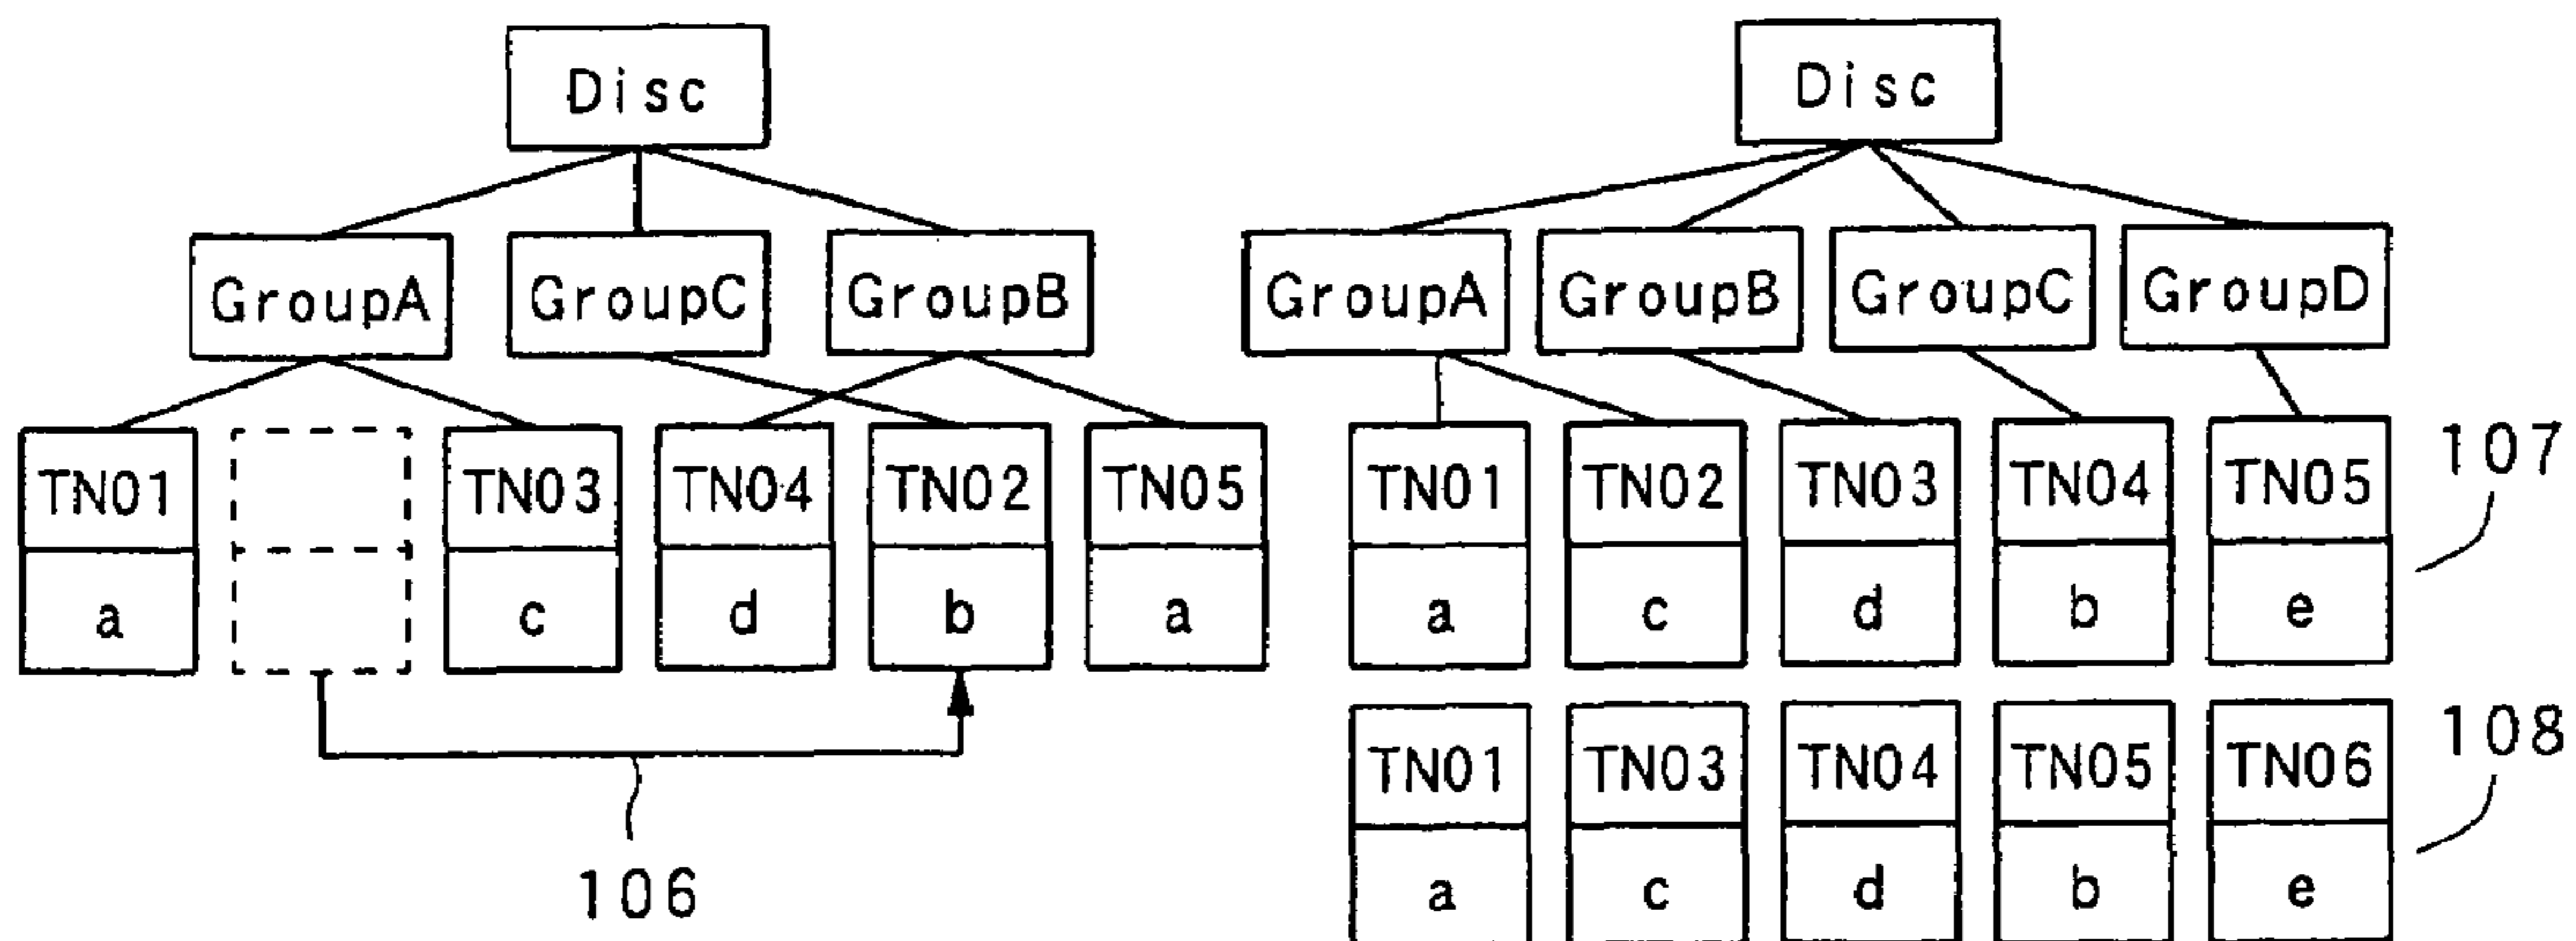 Disc
GroupA GroupC GroupB
TN01 TN03 TN04 TN02 TN05
a c d b a
106
Disc
GroupA GroupB GroupC GroupD
TN01 TN02 TN03 TN04 TN05
a c d b e
107
TN01 TN03 TN04 TN05 TN06
a c d b e
108